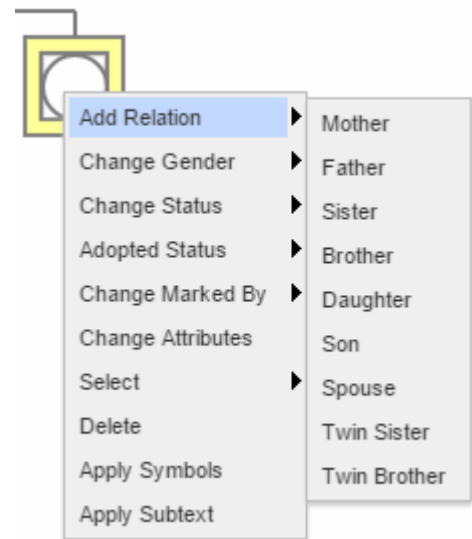 Add Relation
Change Gender
Change Status
Adopted Status
Change Marked By
Change Attributes
Select
Delete
Apply Symbols
Apply Subtext
Mother
Father
Sister
Brother
Daughter
Son
Spouse
Twin Sister
Twin Brother